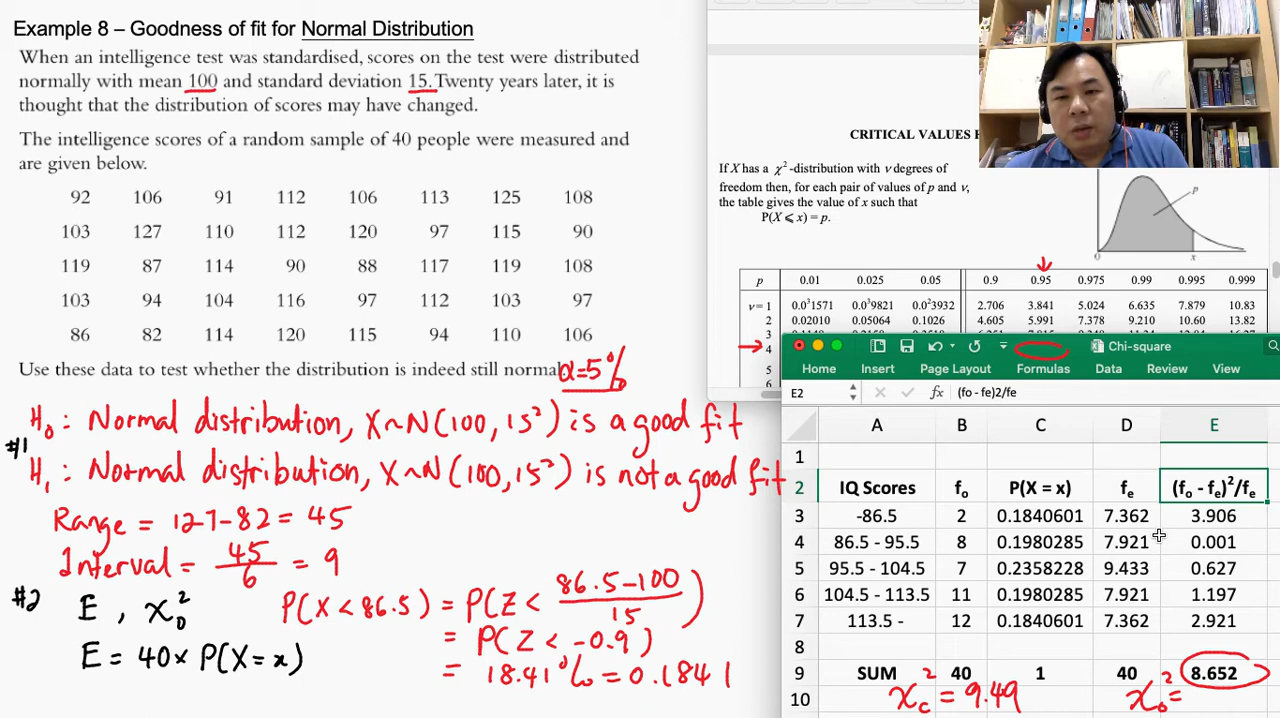 Example 8 – Goodness of fit for Normal Distribution
When an intelligence test was standardised, scores on the test were distributed
normally with mean 100 and standard deviation 15. Twenty years later, it is
thought that the distribution of scores may have changed.
The intelligence scores of a random sample of 40 people were measured and
are given below.
92 106 91 112 106 113 125 108
103 127 110 112 120 97 115 90
119 87 114 90 88 117 119 108
103 94 104 116 97 112 103 97
86 82 114 120 115 94 110 106
Use these data to test whether the distribution is indeed still normal
α=5%
H₀: Normal distribution, X~N(100,15²) is a good fit
#1
H₁: Normal distribution, X~N(100,15²) is not a good fit
Range = 127-82 = 45
Interval = 45/6 = 9
#2 E, χ₀²
E = 40 × P(X=x)
P(X < 86.5) = P(Z < (86.5-100)/15)
= P(Z < -0.9)
= 18.41% = 0.1841
CRITICAL VALUES
If X has a χ²-distribution with ν degrees of
freedom then, for each pair of values of p and ν,
the table gives the value of x such that
P(X ⩽ x) = p.
p
0 x
p 0.01 0.025 0.05 0.9 0.95 0.975 0.99 0.995 0.999
ν = 1 0.0³1571 0.0³9821 0.0²3932 2.706 3.841 5.024 6.635 7.879 10.83
2 0.02010 0.05064 0.1026 4.605 5.991 7.378 9.210 10.60 13.82
3
4
5
6
Chi-square
Home Insert Page Layout Formulas Data Review View
E2 fx (fo - fe)2/fe
A B C D E
1
2 IQ Scores fo P(X = x) fe (fo - fe)²/fe
3 -86.5 2 0.1840601 7.362 3.906
4 86.5 - 95.5 8 0.1980285 7.921 0.001
5 95.5 - 104.5 7 0.2358228 9.433 0.627
6 104.5 - 113.5 11 0.1980285 7.921 1.197
7 113.5 - 12 0.1840601 7.362 2.921
8
9 SUM 40 1 40 8.652
10
χc² = 9.49 χ₀² =